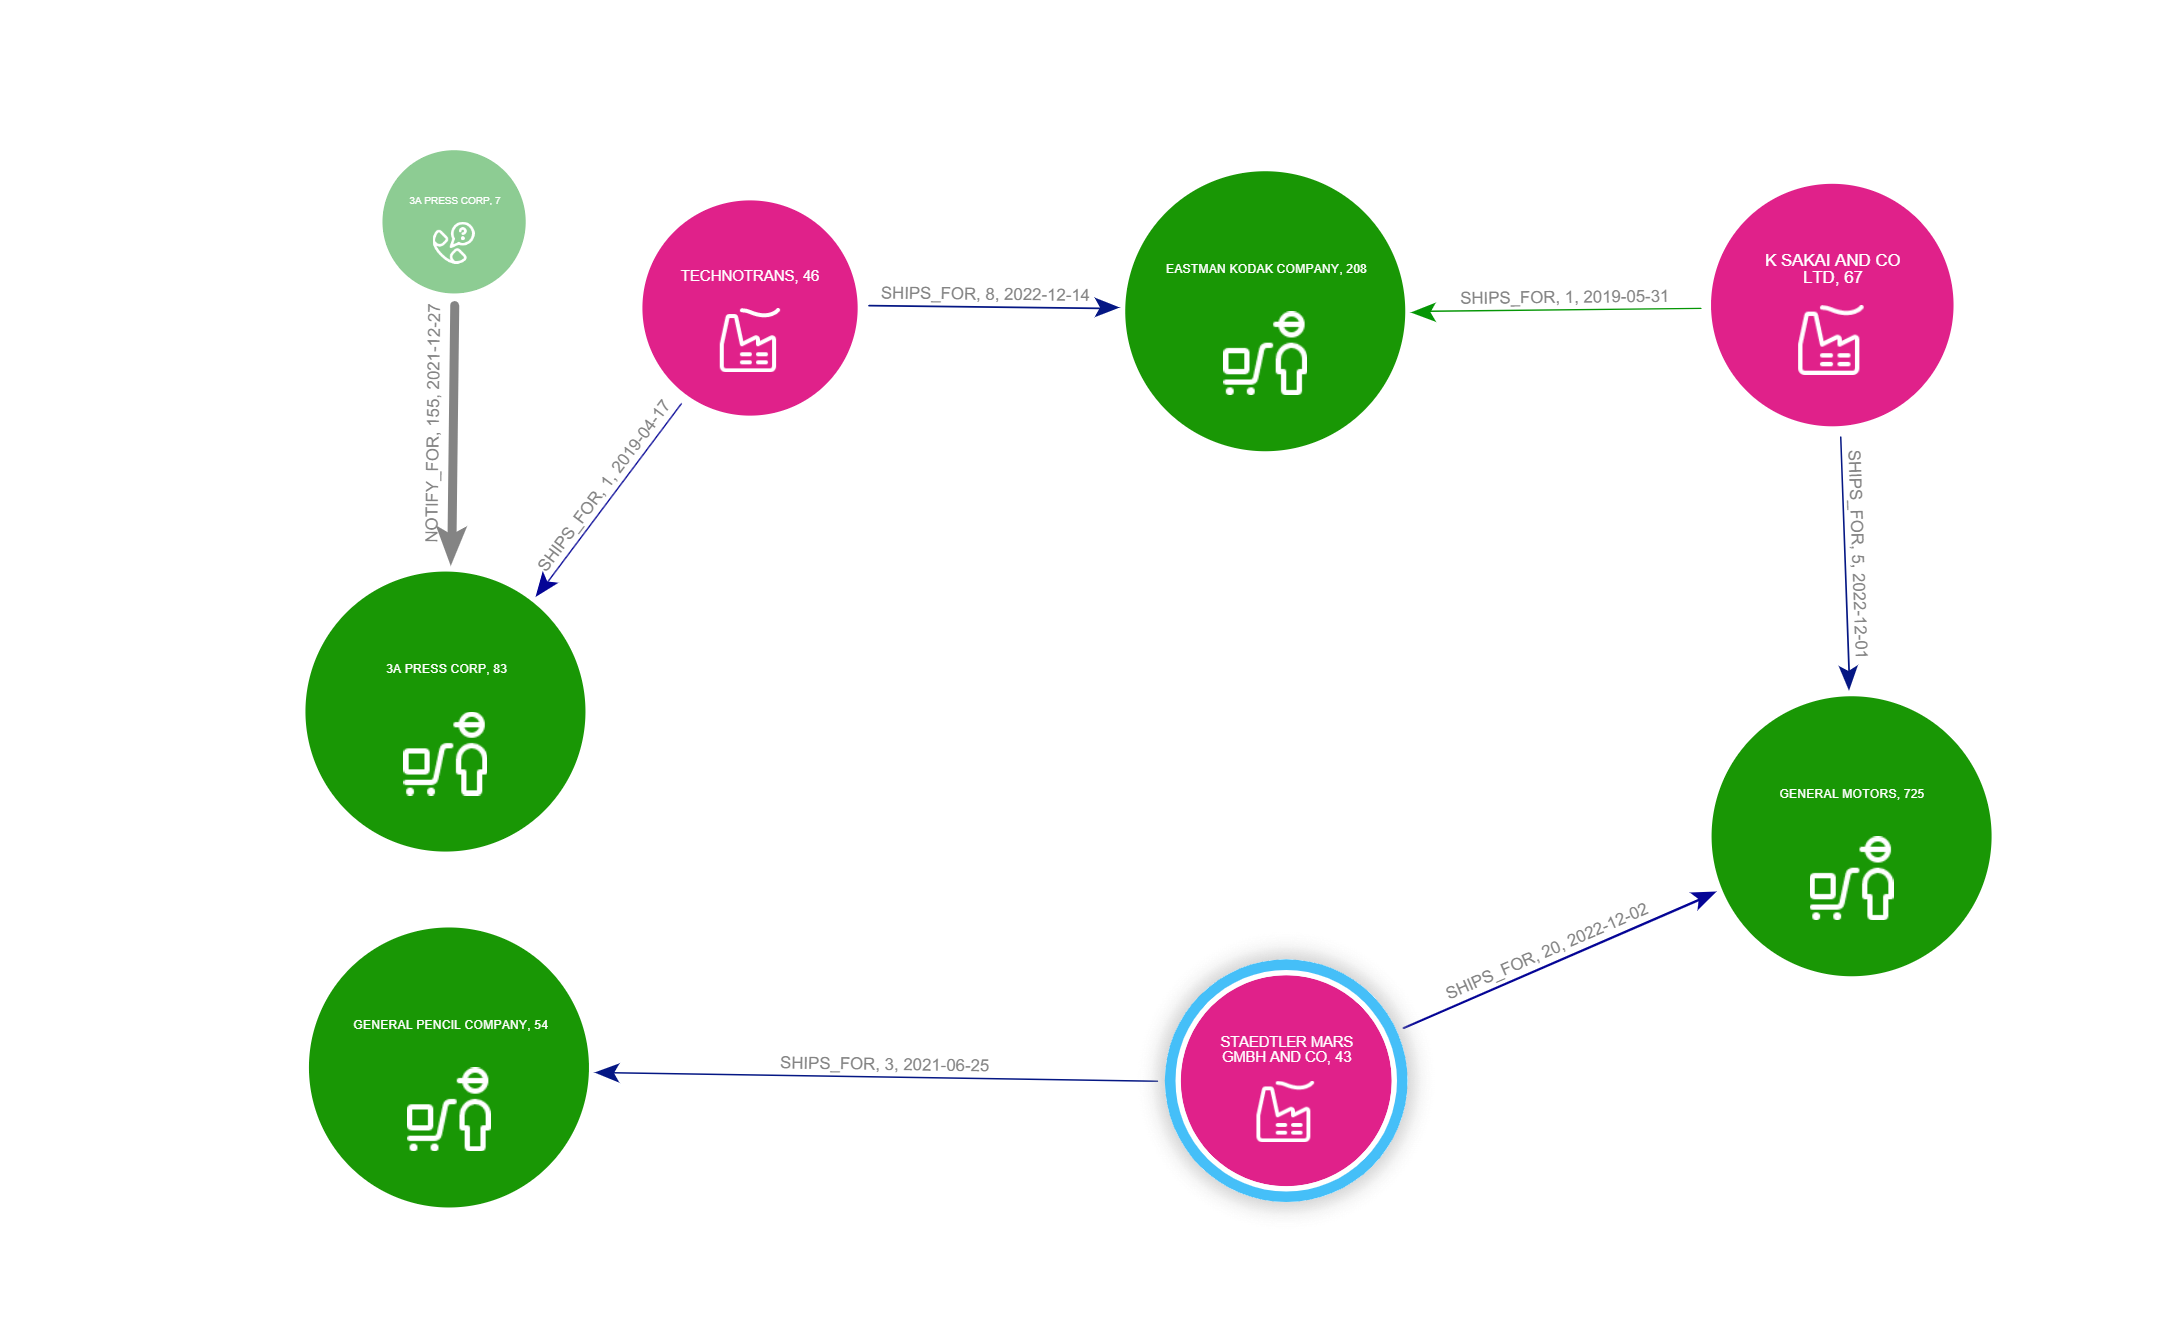 3A PRESS CORP, 7
TECHNOTRANS, 46
EASTMAN KODAK COMPANY, 208
K SAKAI AND CO
LTD, 67
SHIPS_FOR, 8, 2022-12-14
SHIPS_FOR, 1, 2019-05-31
NOTIFY_FOR, 155, 2021-12-27
SHIPS_FOR, 1, 2019-04-17
SHIPS_FOR, 5, 2022-12-01
3A PRESS CORP, 83
GENERAL MOTORS, 725
SHIPS_FOR, 20, 2022-12-02
GENERAL PENCIL COMPANY, 54
SHIPS_FOR, 3, 2021-06-25
STAEDTLER MARS
GMBH AND CO, 43